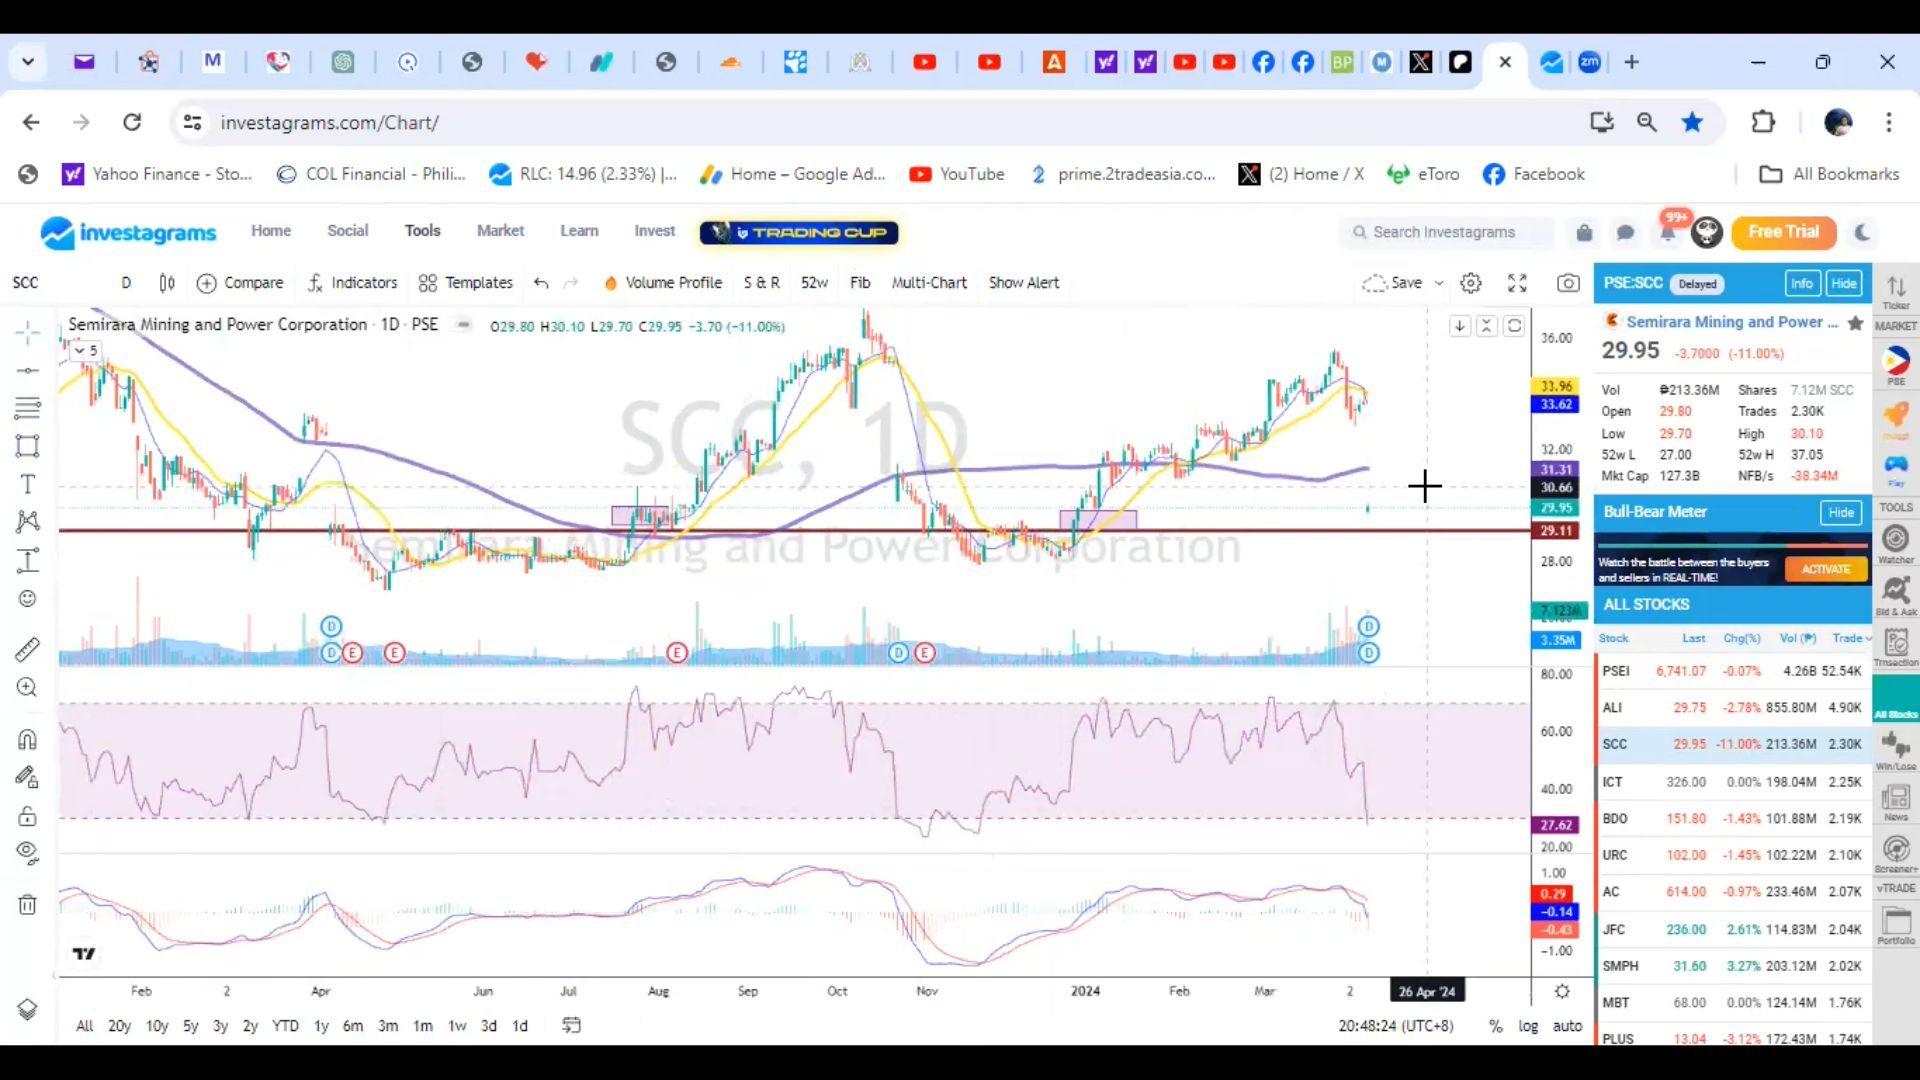 investagrams.com/Chart/
Yahoo Finance - Sto...
COL Financial - Phili...
RLC: 14.96 (2.33%) |...
Home – Google Ad...
YouTube
prime.2tradeasia.co...
(2) Home / X
eToro
Facebook
All Bookmarks
investagrams
Home
Social
Tools
Market
Learn
Invest
TRADING CUP
Search Investagrams
99+
Free Trial
SCC
D
Compare
Indicators
Templates
Volume Profile
S & R
52w
Fib
Multi-Chart
Show Alert
Save
Semirara Mining and Power Corporation · 1D · PSE
O29.80 H30.10 L29.70 C29.95 −3.70 (−11.00%)
5
SCC, 1D
Semirara Mining and Power Corporation
36.00
33.96
33.62
32.00
31.31
30.66
29.95
29.11
28.00
7.123M
3.35M
80.00
60.00
40.00
27.62
20.00
1.00
0.29
−0.14
−0.43
−1.00
D
D E E E D E D
D
Feb 2 Apr Jun Jul Aug Sep Oct Nov 2024 Feb Mar 2 26 Apr '24
All 20y 10y 5y 3y 2y YTD 1y 6m 3m 1m 1w 3d 1d
20:48:24 (UTC+8) % log auto
PSE:SCC Delayed Info Hide
Semirara Mining and Power ...
29.95 -3.7000 (-11.00%)
Vol ₱213.36M Shares 7.12M SCC
Open 29.80 Trades 2.30K
Low 29.70 High 30.10
52w L 27.00 52w H 37.05
Mkt Cap 127.3B NFB/s -38.34M
Bull-Bear Meter Hide
Watch the battle between the buyers
and sellers in REAL-TIME!
ACTIVATE
ALL STOCKS
Stock Last Chg(%) Vol (₱) Trade
PSEI 6,741.07 -0.07% 4.26B 52.54K
ALI 29.75 -2.78% 855.80M 4.90K
SCC 29.95 -11.00% 213.36M 2.30K
ICT 326.00 0.00% 198.04M 2.25K
BDO 151.80 -1.43% 101.88M 2.19K
URC 102.00 -1.45% 102.22M 2.10K
AC 614.00 -0.97% 233.46M 2.07K
JFC 236.00 2.61% 114.83M 2.04K
SMPH 31.60 3.27% 203.12M 2.02K
MBT 68.00 0.00% 124.14M 1.76K
PLUS 13.04 -3.12% 172.43M 1.74K
Ticker
MARKET
PSE
Play
TOOLS
Watcher
Bid & Ask
Trnsaction
All Stocks
Win/Lose
News
Screener+
vTRADE
Portfolio